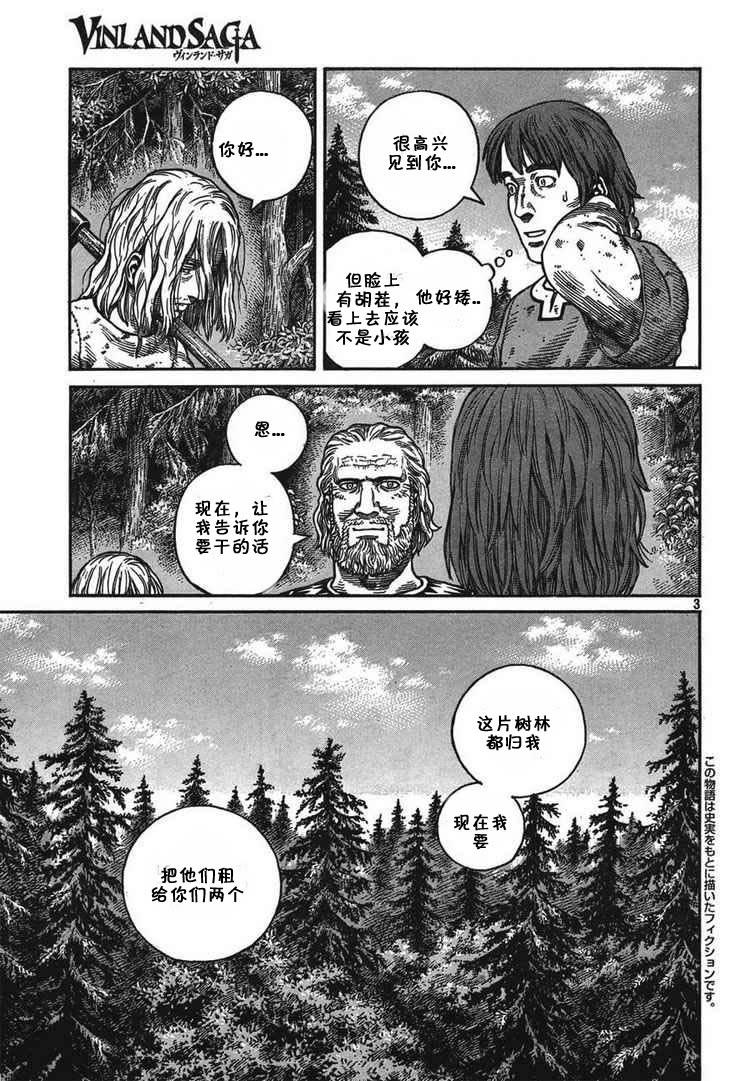 VINLAND SAGA
ヴィンランド・サガ
很高兴
见到你...
他好矮..
但脸上
有胡茬，
看上去应该
不是小孩
你好...
恩...
现在，让
我告诉你
要干的话
3
这片树林
都归我
现在我
要
把他们租
给你们两个
この物語は史実をもとに描いたフィクションです。